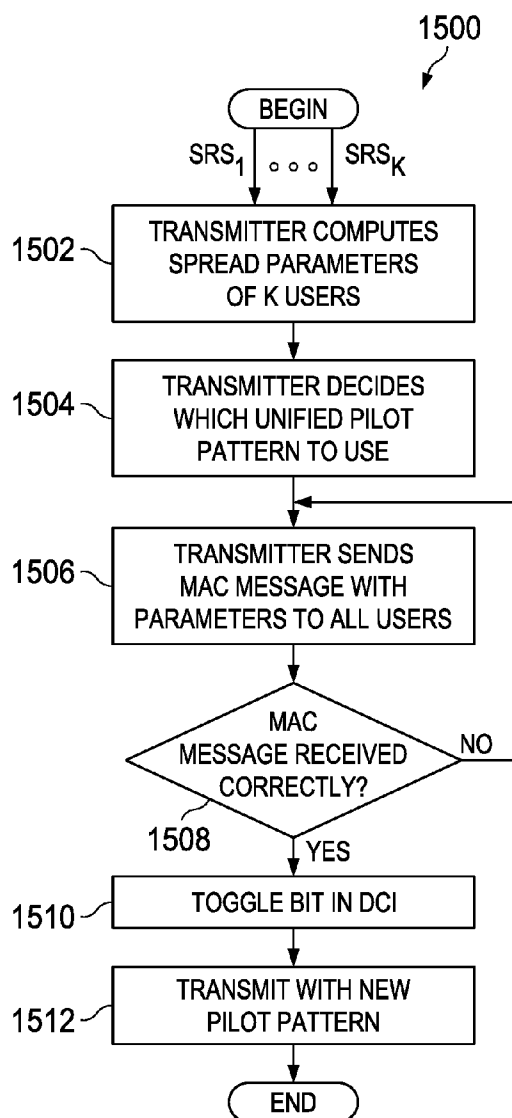 1500
BEGIN
SRS1 SRSK
1502
TRANSMITTER COMPUTES
SPREAD PARAMETERS
OF K USERS
1504
TRANSMITTER DECIDES
WHICH UNIFIED PILOT
PATTERN TO USE
1506
TRANSMITTER SENDS
MAC MESSAGE WITH
PARAMETERS TO ALL USERS
MAC
MESSAGE RECEIVED
CORRECTLY?
NO
1508
YES
1510
TOGGLE BIT IN DCI
1512
TRANSMIT WITH NEW
PILOT PATTERN
END